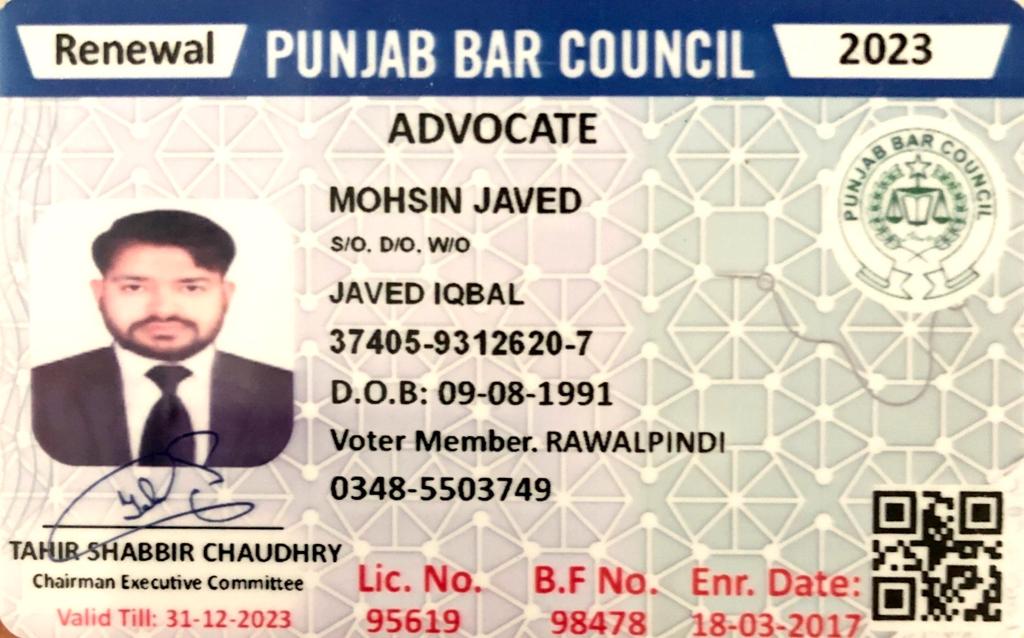 Renewal PUNJAB BAR COUNCIL 2023
ADVOCATE
PUNJAB BAR COUNCIL
MOHSIN JAVED
S/O. D/O. W/O
JAVED IQBAL
37405-9312620-7
D.O.B: 09-08-1991
Voter Member. RAWALPINDI
0348-5503749
TAHIR SHABBIR CHAUDHRY
Chairman Executive Committee
Valid Till: 31-12-2023
Lic. No. B.F No. Enr. Date:
95619 98478 18-03-2017